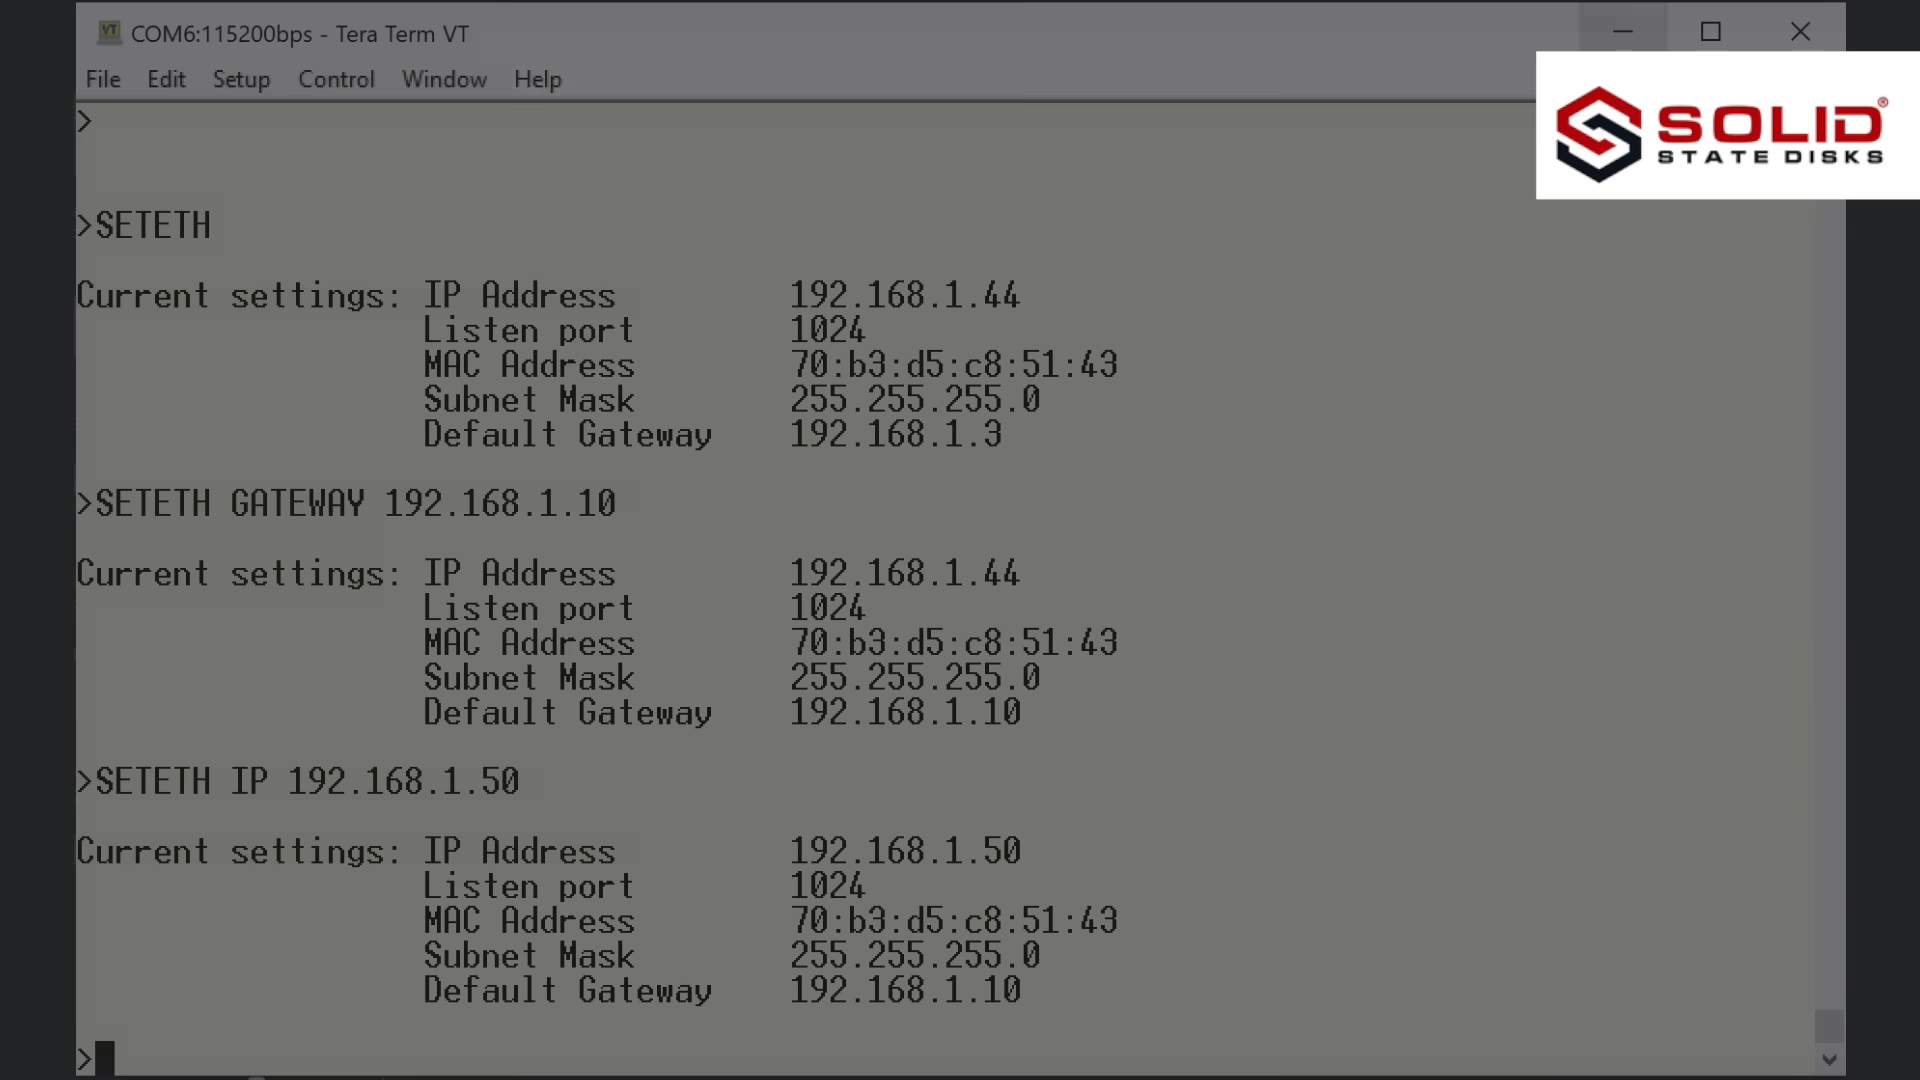 COM6:115200bps - Tera Term VT
File Edit Setup Control Window Help
SOLID®
STATE DISKS
>
>SETETH
Current settings: IP Address 192.168.1.44
Listen port 1024
MAC Address 70:b3:d5:c8:51:43
Subnet Mask 255.255.255.0
Default Gateway 192.168.1.3
>SETETH GATEWAY 192.168.1.10
Current settings: IP Address 192.168.1.44
Listen port 1024
MAC Address 70:b3:d5:c8:51:43
Subnet Mask 255.255.255.0
Default Gateway 192.168.1.10
>SETETH IP 192.168.1.50
Current settings: IP Address 192.168.1.50
Listen port 1024
MAC Address 70:b3:d5:c8:51:43
Subnet Mask 255.255.255.0
Default Gateway 192.168.1.10
>